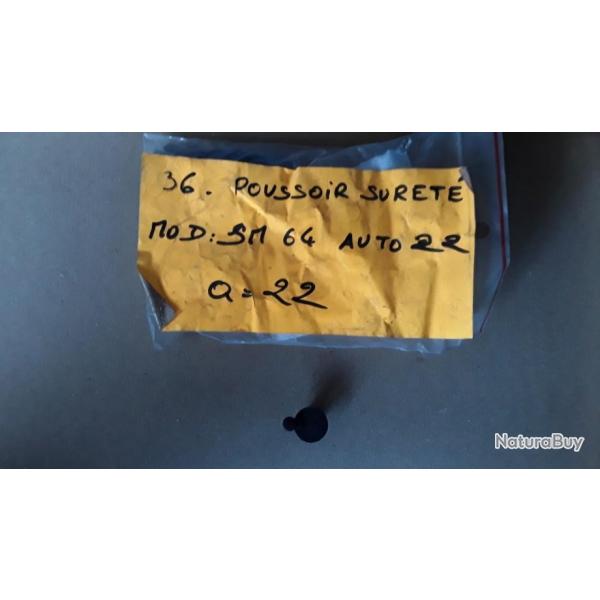 36. POUSSOIR SURETÉ
MOD: SM 64 AUTO 22
Q = 22
NaturaBuy